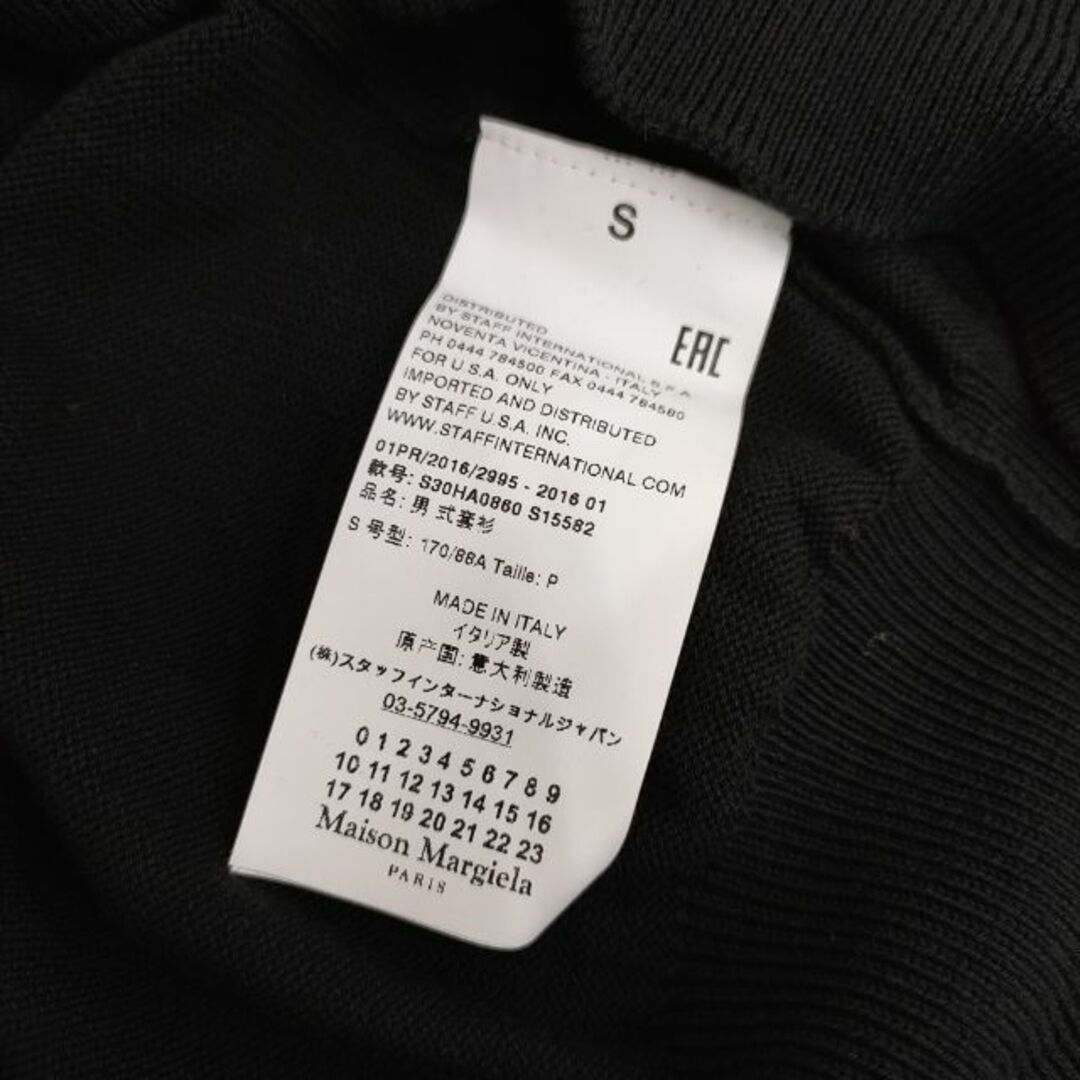 S
EAC
DISTRIBUTED
BY STAFF INTERNATIONAL S.P.A.
NOVENTA VICENTINA - ITALY
PH 0444 784500 FAX 0444 784580
FOR U.S.A. ONLY
IMPORTED AND DISTRIBUTED
BY STAFF U.S.A. INC.
WWW.STAFFINTERNATIONAL.COM
01PR/2016/2995 - 2016 01
款号: S30HA0860 S15582
品名: 男式套衫
S 号型: 170/88A Taille: P
MADE IN ITALY
イタリア製
原产国: 意大利製造
(株)スタッフインターナショナルジャパン
03-5794-9931
0 1 2 3 4 5 6 7 8 9
10 11 12 13 14 15 16
17 18 19 20 21 22 23
Maison Margiela
PARIS